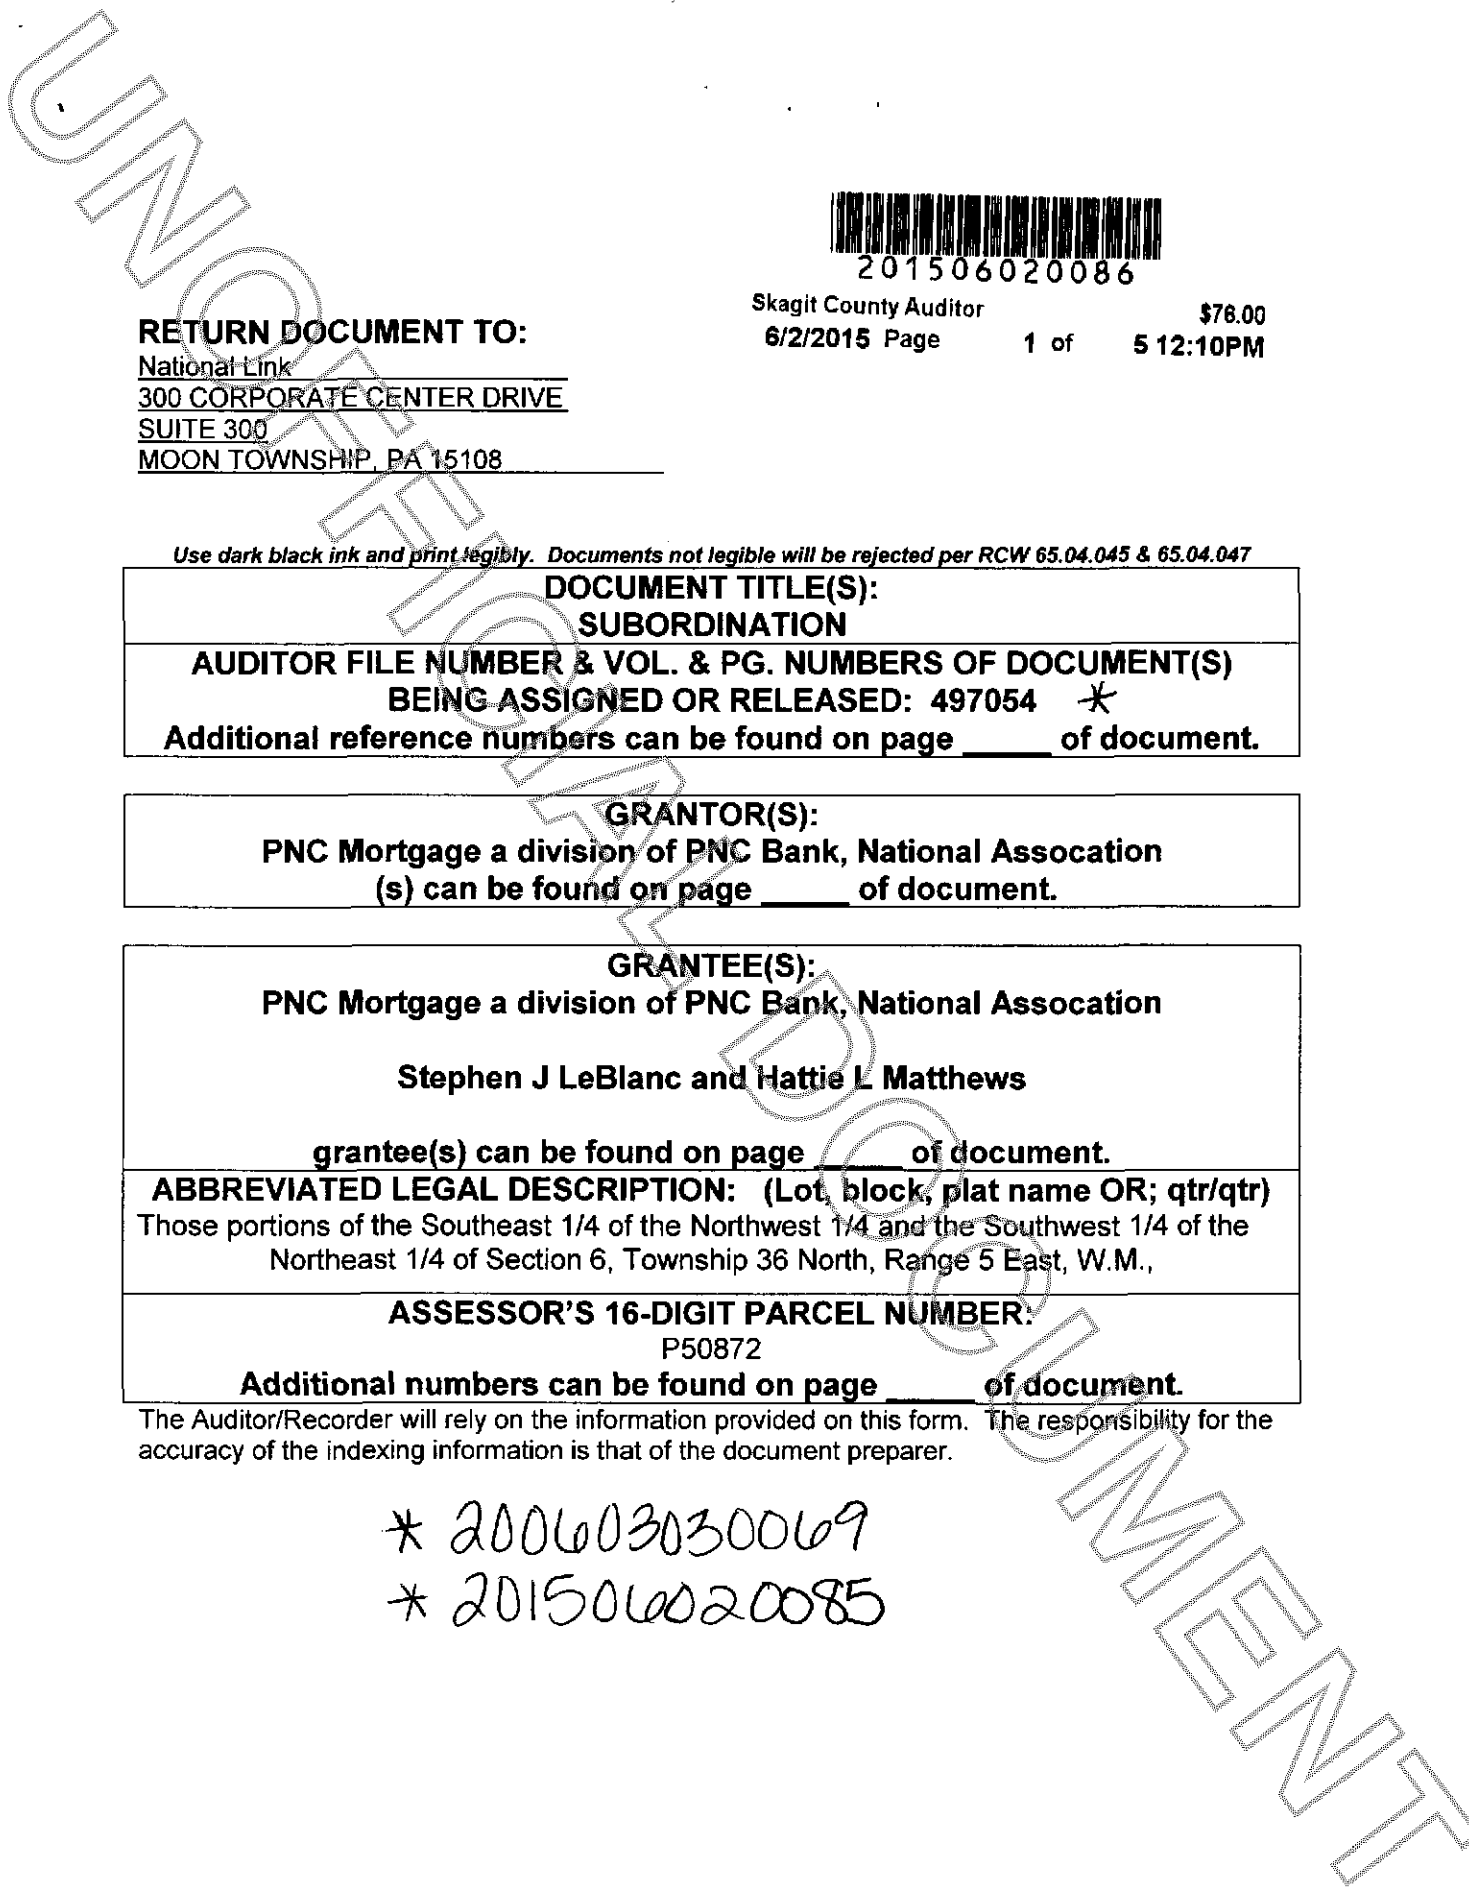 201506020086
Skagit County Auditor $76.00
6/2/2015 Page 1 of 5 12:10PM
RETURN DOCUMENT TO:
National Link
300 CORPORATE CENTER DRIVE
SUITE 300
MOON TOWNSHIP, PA 15108
Use dark black ink and print legibly. Documents not legible will be rejected per RCW 65.04.045 & 65.04.047
DOCUMENT TITLE(S):
SUBORDINATION
AUDITOR FILE NUMBER & VOL. & PG. NUMBERS OF DOCUMENT(S)
BEING ASSIGNED OR RELEASED: 497054 *
Additional reference numbers can be found on page ______ of document.
GRANTOR(S):
PNC Mortgage a division of PNC Bank, National Assocation
(s) can be found on page ______ of document.
GRANTEE(S):
PNC Mortgage a division of PNC Bank, National Assocation
Stephen J LeBlanc and Hattie L Matthews
grantee(s) can be found on page ______ of document.
ABBREVIATED LEGAL DESCRIPTION: (Lot, block, plat name OR; qtr/qtr)
Those portions of the Southeast 1/4 of the Northwest 1/4 and the Southwest 1/4 of the
Northeast 1/4 of Section 6, Township 36 North, Range 5 East, W.M.,
ASSESSOR'S 16-DIGIT PARCEL NUMBER:
P50872
Additional numbers can be found on page ______ of document.
The Auditor/Recorder will rely on the information provided on this form. The responsibility for the
accuracy of the indexing information is that of the document preparer.
* 200603030069
* 201506020085
UNOFFICIAL DOCUMENT